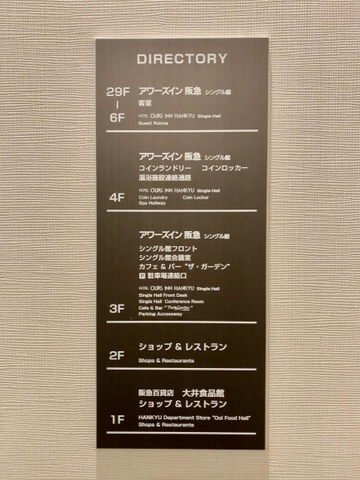 DIRECTORY
29F
|
6F
アワーズイン 阪急 シングル館
客室
HOTEL OURS INN HANKYU Single Hall
Guest Rooms
4F
アワーズイン 阪急 シングル館
コインランドリー コインロッカー
温浴施設連絡通路
HOTEL OURS INN HANKYU Single Hall
Coin Laundry Coin Locker
Spa Hallway
3F
アワーズイン 阪急 シングル館
シングル館フロント
シングル館会議室
カフェ & バー "ザ・ガーデン"
P 駐車場連絡口
HOTEL OURS INN HANKYU Single Hall
Single Hall Front Desk
Single Hall Conference Room
Cafe & Bar "The Garden"
Parking Accessway
2F
ショップ & レストラン
Shops & Restaurants
1F
阪急百貨店 大井食品館
ショップ & レストラン
HANKYU Department Store "Ooi Food Hall"
Shops & Restaurants